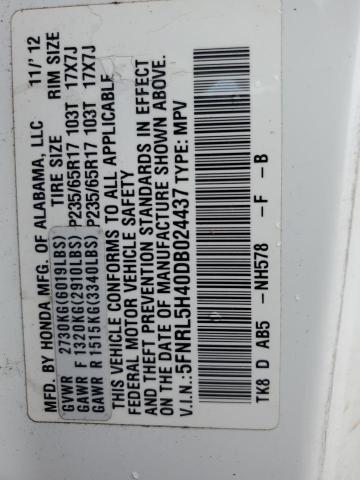 MFD. BY HONDA MFG. OF ALABAMA, LLC 11/'12
TIRE SIZE RIM SIZE
GVWR 2730KG(6019LBS)
GAWR F 1320KG(2910LBS) P235/65R17 103T 17X7J
GAWR R 1515KG(3340LBS) P235/65R17 103T 17X7J
THIS VEHICLE CONFORMS TO ALL APPLICABLE
FEDERAL MOTOR VEHICLE SAFETY
AND THEFT PREVENTION STANDARDS IN EFFECT
ON THE DATE OF MANUFACTURE SHOWN ABOVE.
V.I.N.:5FNRL5H40DB024437 TYPE: MPV
TK8 D AB5 -NH578 -F -B